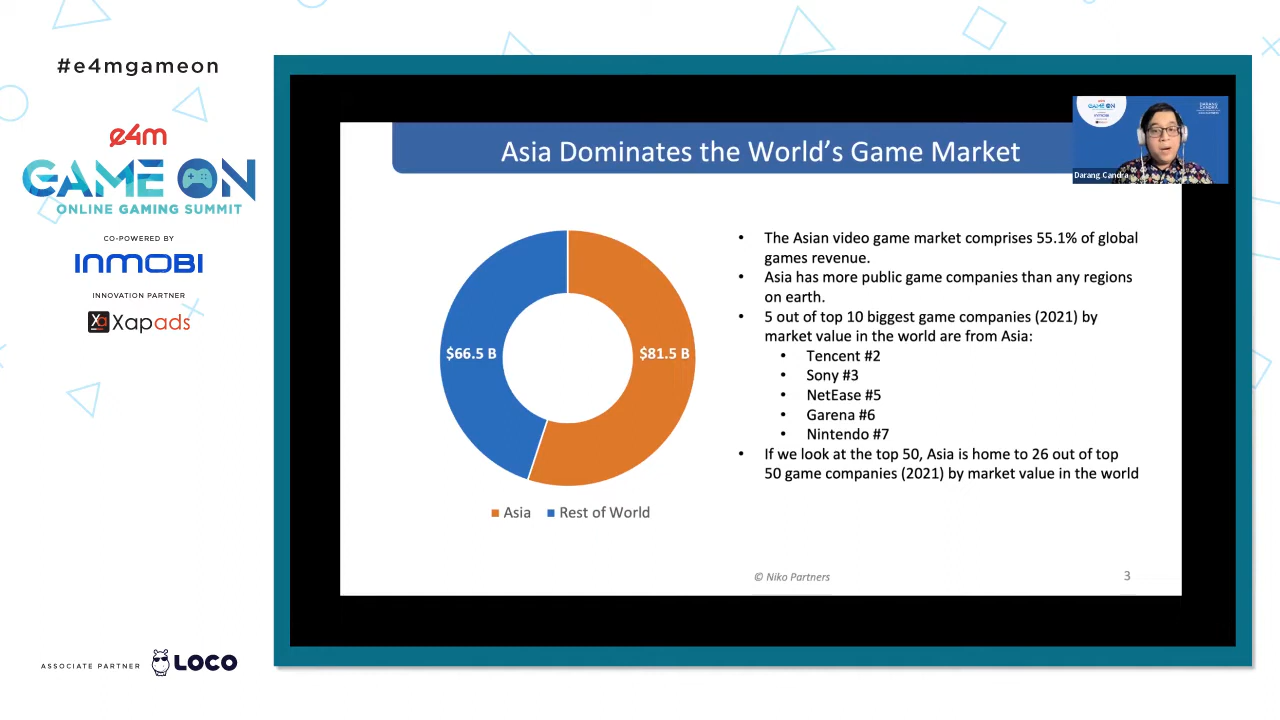 #e4mgameon
e4m
GAME ON
ONLINE GAMING SUMMIT
CO-POWERED BY
INMOBI
INNOVATION PARTNER
Xa Xapads
ASSOCIATE PARTNER
LOCO
Asia Dominates the World's Game Market
Darang Candra
$66.5 B
$81.5 B
Asia
Rest of World
• The Asian video game market comprises 55.1% of global
games revenue.
• Asia has more public game companies than any regions
on earth.
• 5 out of top 10 biggest game companies (2021) by
market value in the world are from Asia:
• Tencent #2
• Sony #3
• NetEase #5
• Garena #6
• Nintendo #7
• If we look at the top 50, Asia is home to 26 out of top
50 game companies (2021) by market value in the world
© Niko Partners
3